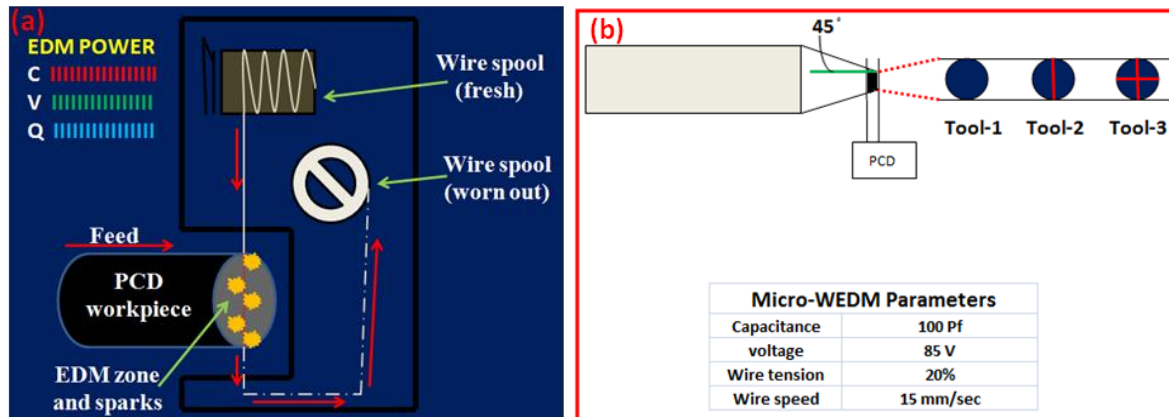 (a)
EDM POWER
C
V
Q
Wire spool
(fresh)
Wire spool
(worn out)
Feed
PCD
workpiece
EDM zone
and sparks
(b)
45°
Tool-1 Tool-2 Tool-3
PCD
Micro-WEDM Parameters
Capacitance 100 Pf
voltage 85 V
Wire tension 20%
Wire speed 15 mm/sec